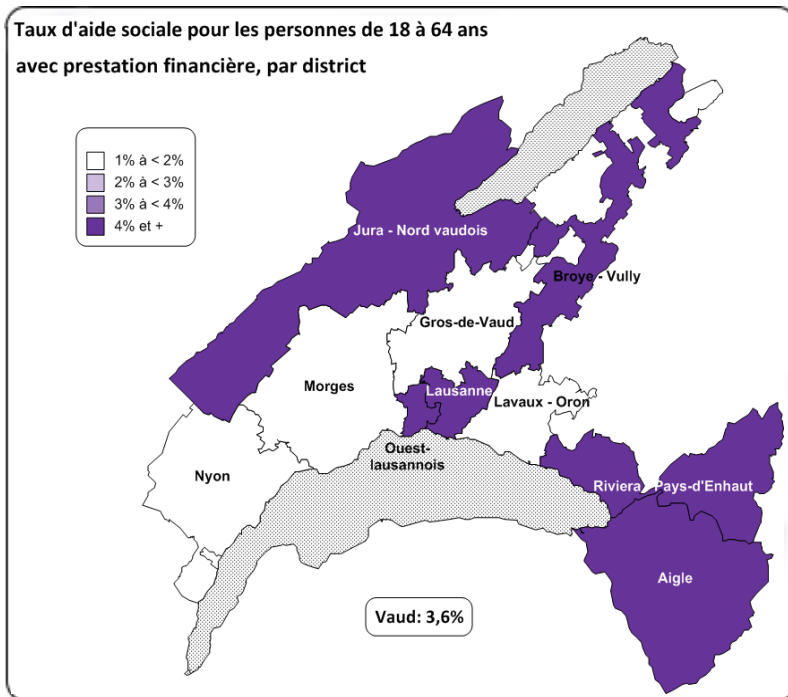 Taux d'aide sociale pour les personnes de 18 à 64 ans
avec prestation financière, par district
1% à < 2%
2% à < 3%
3% à < 4%
4% et +
Jura - Nord vaudois
Broye - Vully
Gros-de-Vaud
Morges
Lausanne
Lavaux - Oron
Ouest-
lausannois
Nyon
Riviera, Pays-d'Enhaut
Aigle
Vaud: 3,6%